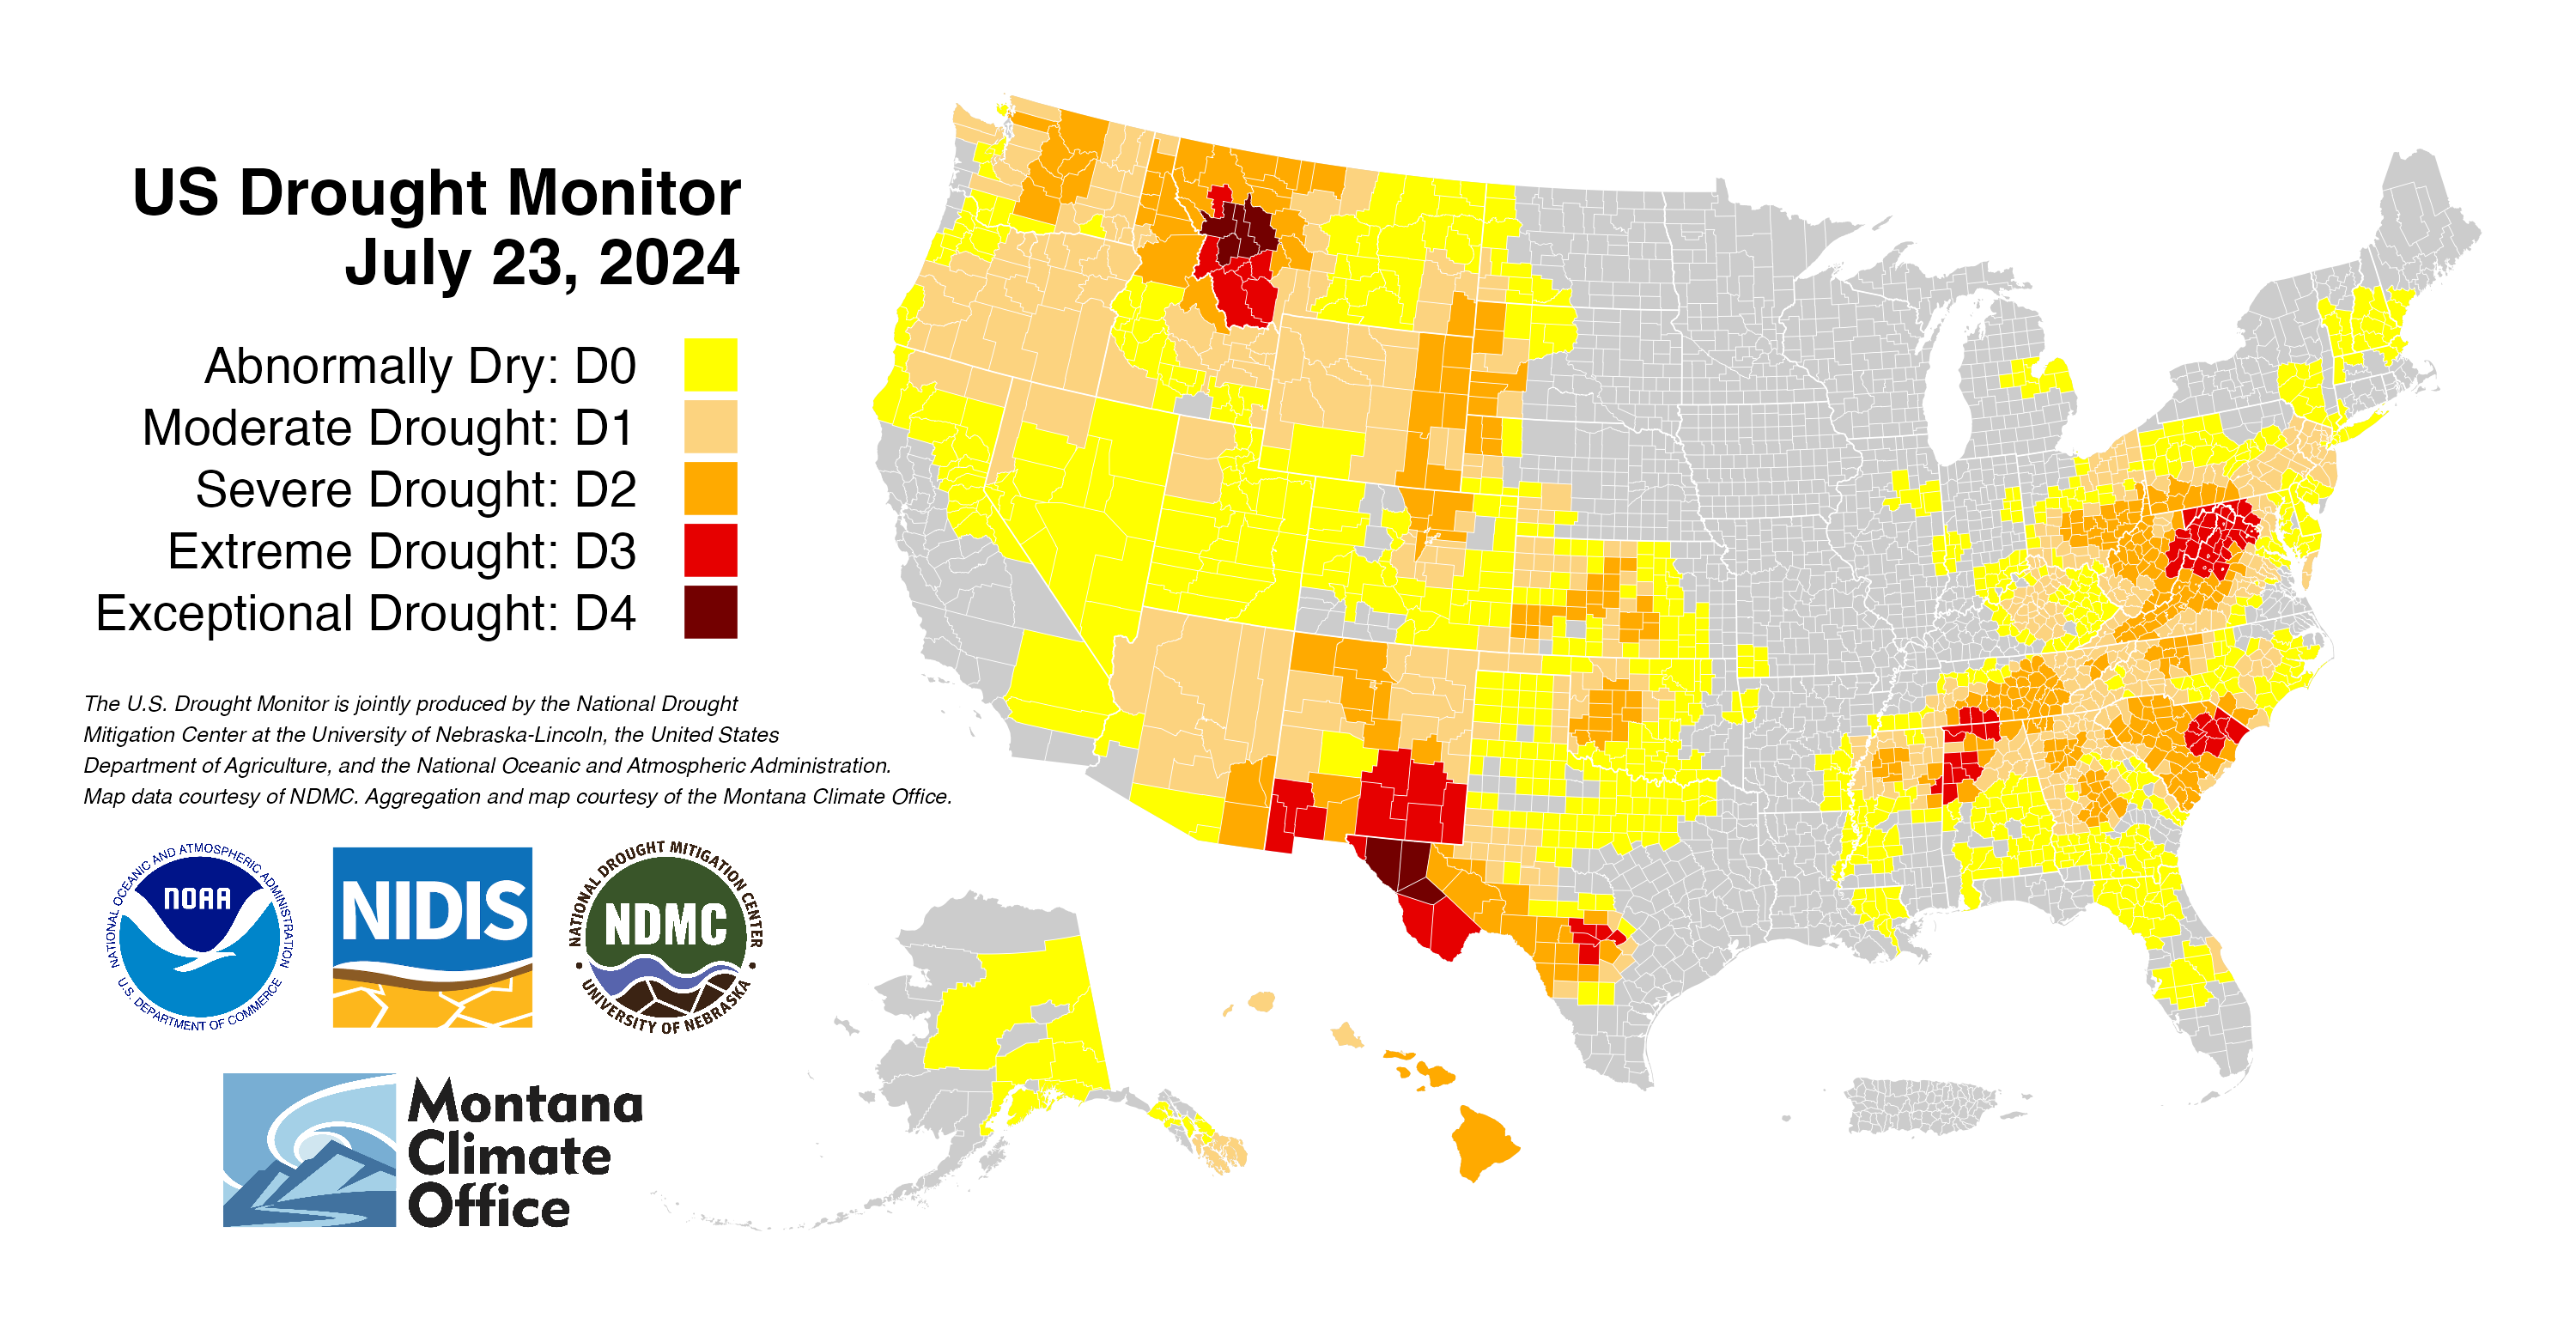 US Drought Monitor
July 23, 2024
Abnormally Dry: D0
Moderate Drought: D1
Severe Drought: D2
Extreme Drought: D3
Exceptional Drought: D4
The U.S. Drought Monitor is jointly produced by the National Drought
Mitigation Center at the University of Nebraska-Lincoln, the United States
Department of Agriculture, and the National Oceanic and Atmospheric Administration.
Map data courtesy of NDMC. Aggregation and map courtesy of the Montana Climate Office.
NATIONAL OCEANIC AND ATMOSPHERIC ADMINISTRATION
NOAA
U.S. DEPARTMENT OF COMMERCE
NIDIS
NATIONAL DROUGHT MITIGATION CENTER
NDMC
UNIVERSITY OF NEBRASKA
Montana
Climate
Office